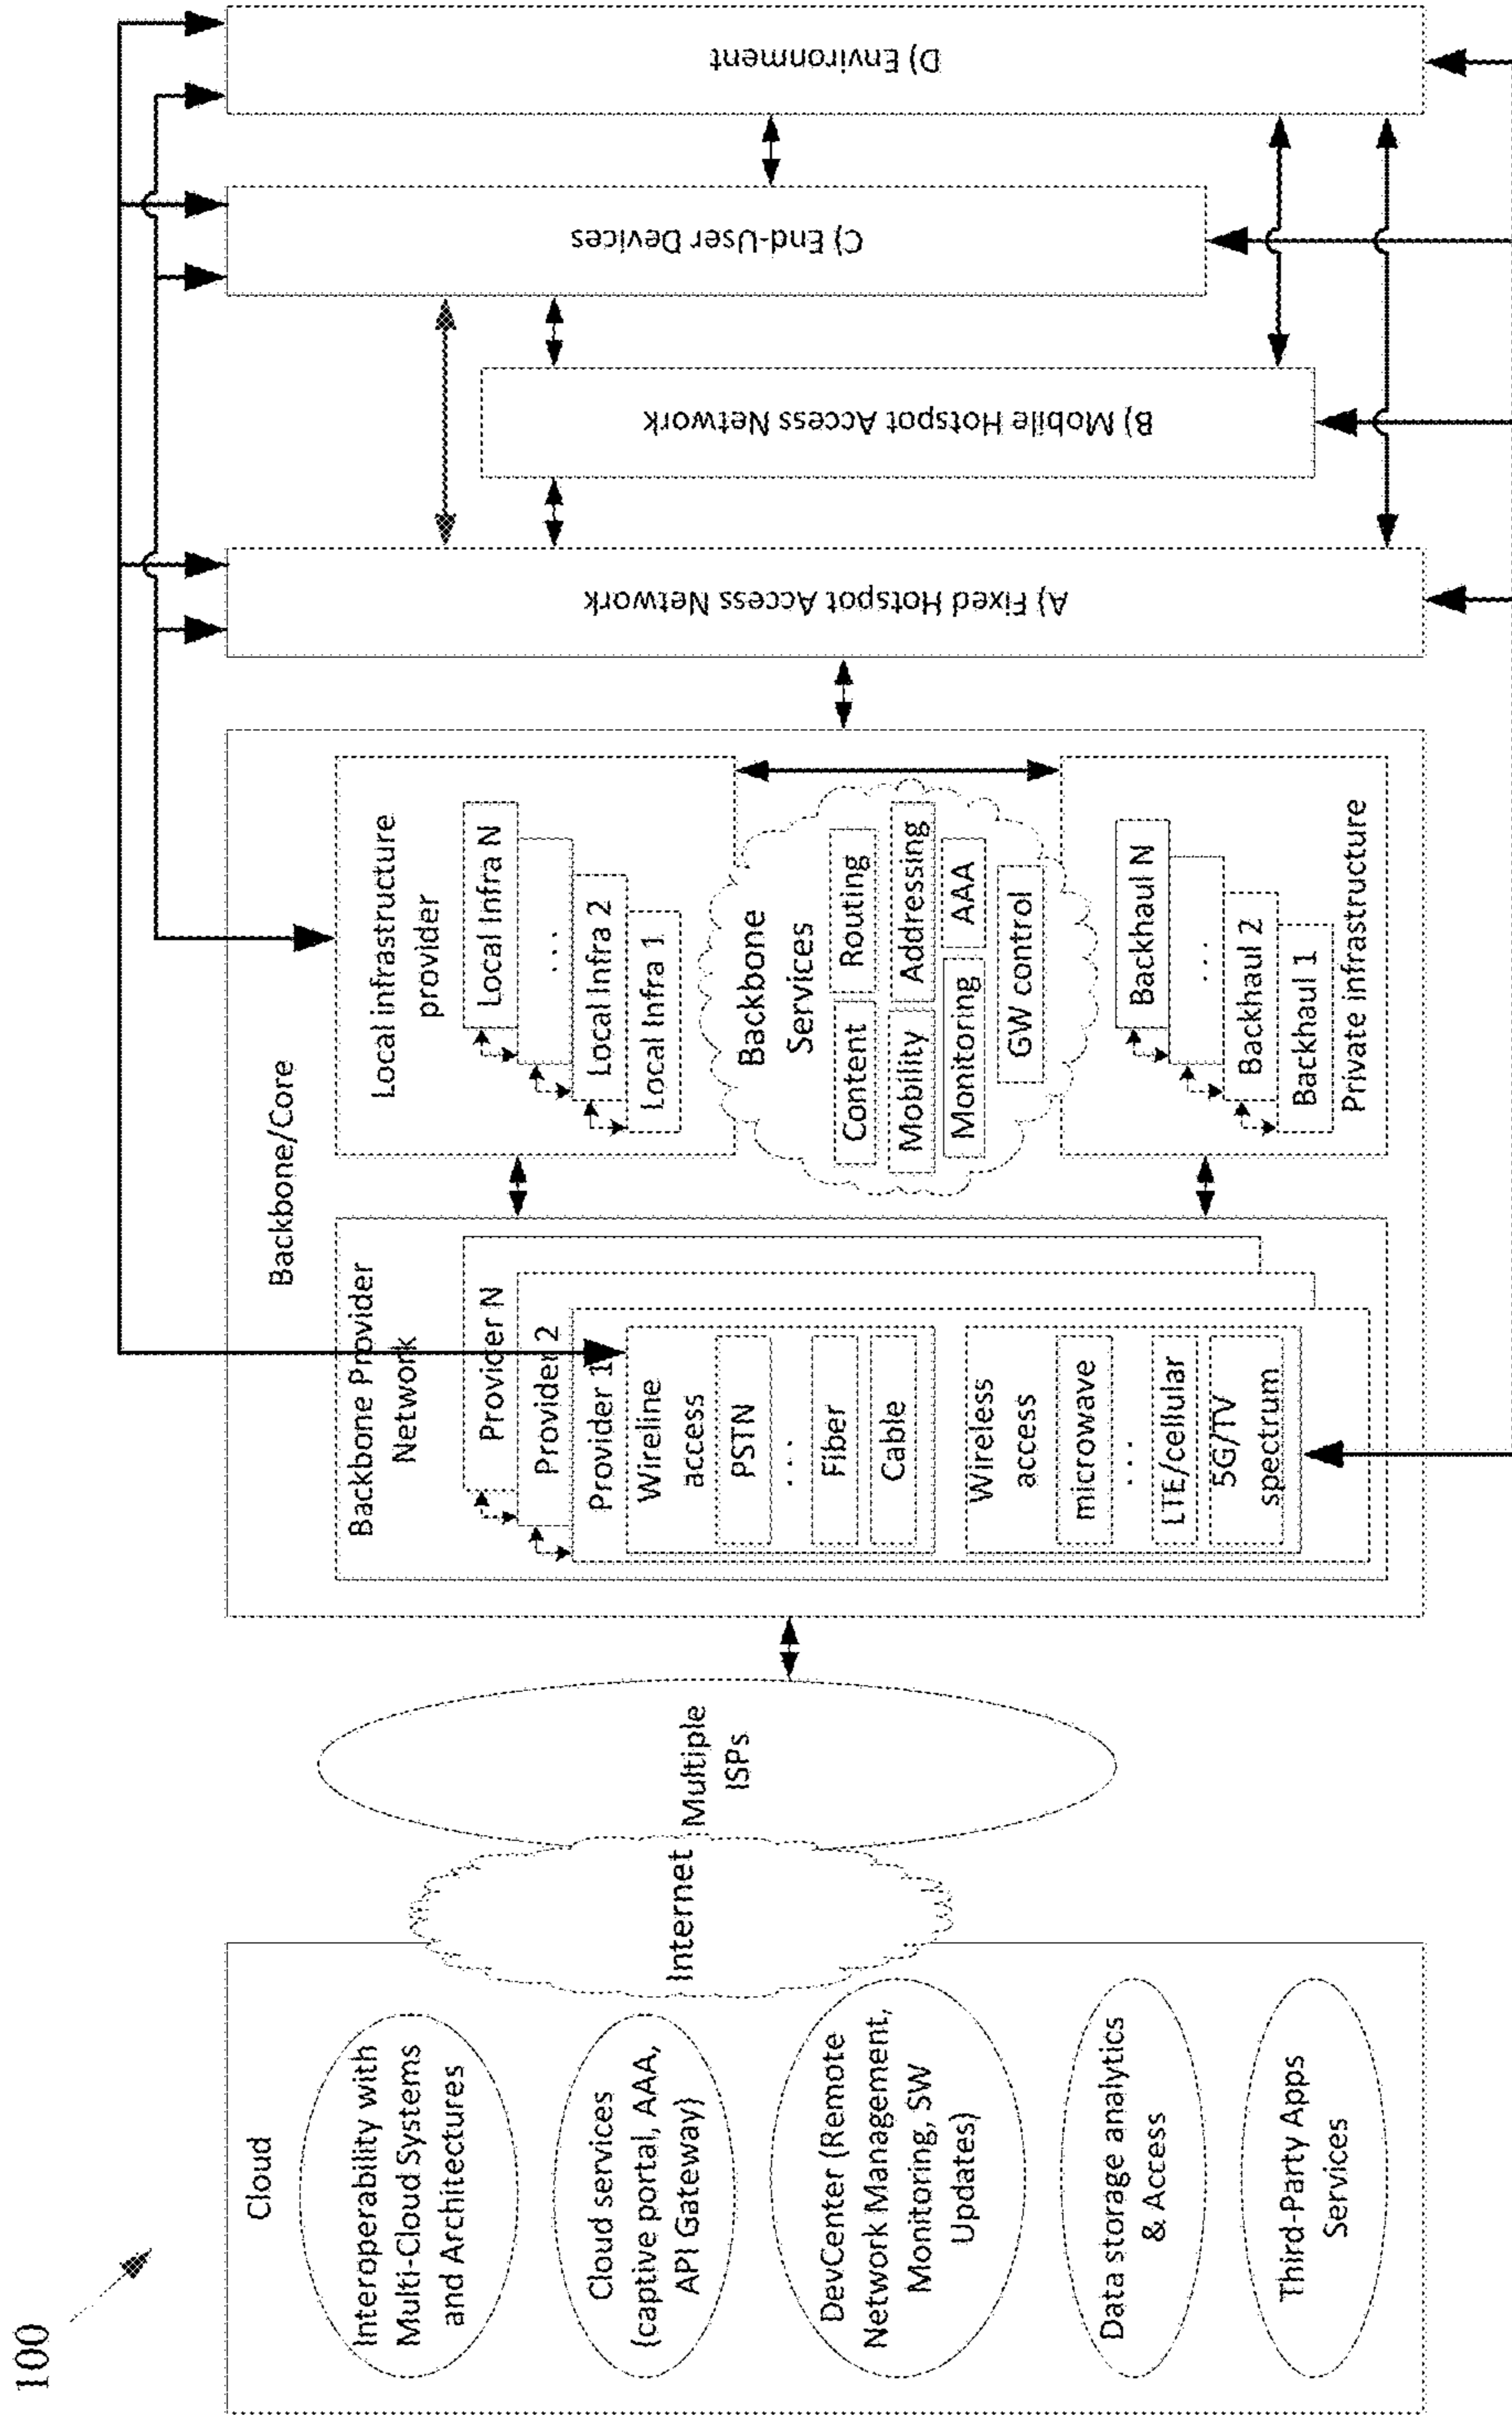 100
Cloud
Interoperability with
Multi-Cloud Systems
and Architectures
Cloud services
(captive portal, AAA,
API Gateway)
DevCenter (Remote
Network Management,
Monitoring, SW
Updates)
Data storage analytics
& Access
Third-Party Apps
Services
Internet
Multiple
ISPs
Backbone/Core
Backbone Provider
Network
Provider N
Provider 2
Provider 1
Wireline
access
PSTN
...
Fiber
Cable
Wireless
access
microwave
...
LTE/cellular
5G/TV
spectrum
Local infrastructure
provider
Local Infra N
...
Local Infra 2
Local Infra 1
Backbone
Services
Content
Routing
Mobility
Addressing
Monitoring
AAA
GW control
Backhaul N
...
Backhaul 2
Backhaul 1
Private infrastructure
A) Fixed Hotspot Access Network
B) Mobile Hotspot Access Network
C) End-User Devices
D) Environment